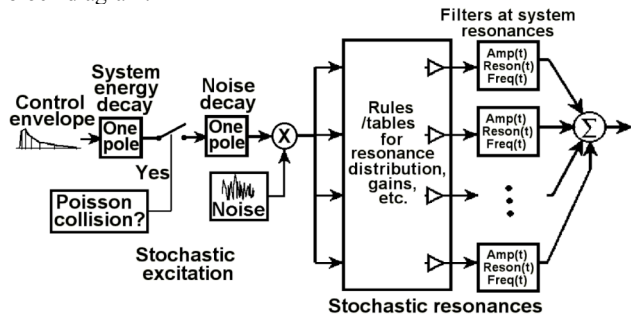 Filters at system
resonances
System
energy
decay
Noise
decay
Control
envelope
One
pole
One
pole
X
Yes
Poisson
collision?
Noise
Stochastic
excitation
Rules
/tables
for
resonance
distribution,
gains,
etc.
Amp(t)
Reson(t)
Freq(t)
Amp(t)
Reson(t)
Freq(t)
Amp(t)
Reson(t)
Freq(t)
Σ
Stochastic resonances